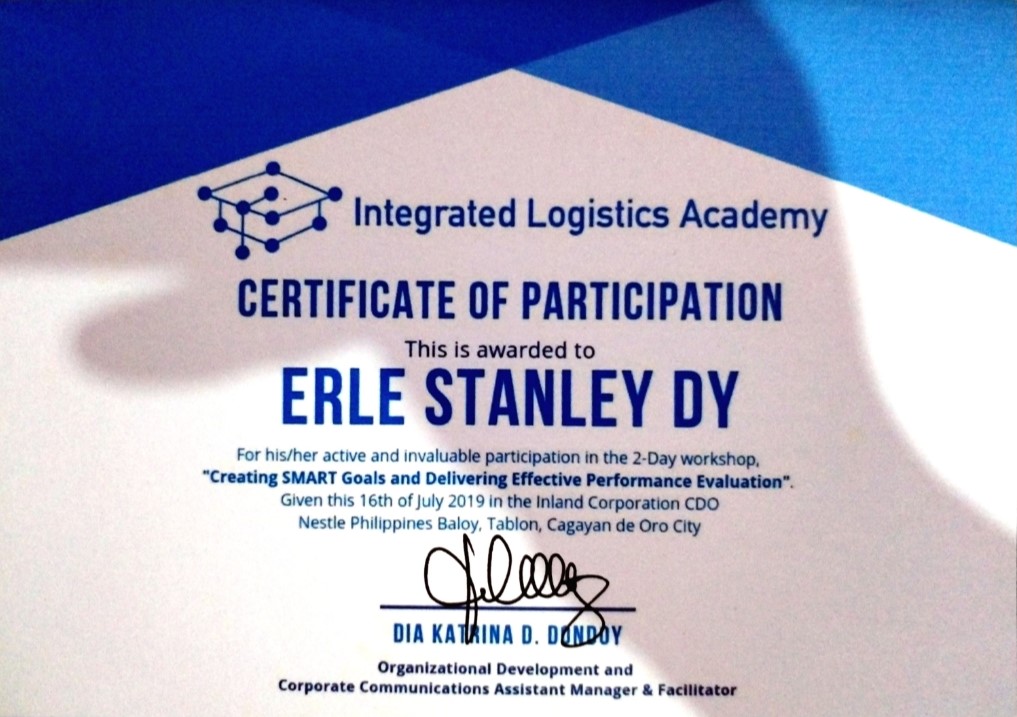 Integrated Logistics Academy
CERTIFICATE OF PARTICIPATION
This is awarded to
ERLE STANLEY DY
For his/her active and invaluable participation in the 2-Day workshop,
"Creating SMART Goals and Delivering Effective Performance Evaluation".
Given this 16th of July 2019 in the Inland Corporation CDO
Nestle Philippines Baloy, Tablon, Cagayan de Oro City
DIA KATRINA D. DONDOY
Organizational Development and
Corporate Communications Assistant Manager & Facilitator